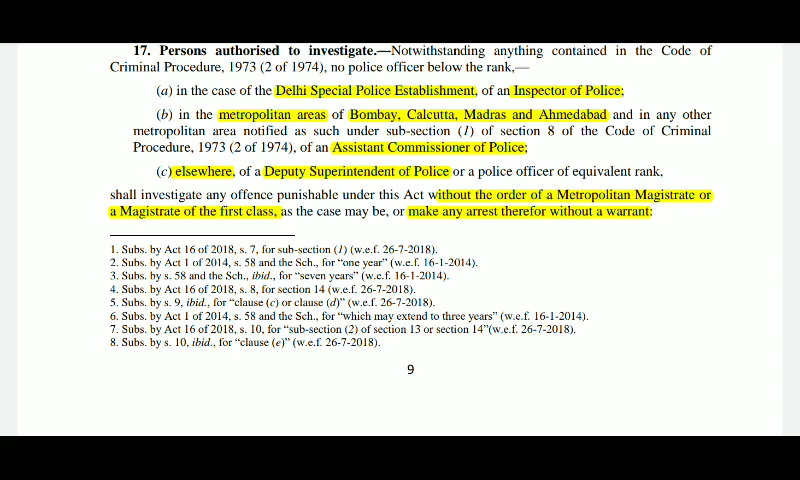 17. Persons authorised to investigate.—Notwithstanding anything contained in the Code of
Criminal Procedure, 1973 (2 of 1974), no police officer below the rank,—
(a) in the case of the Delhi Special Police Establishment, of an Inspector of Police;
(b) in the metropolitan areas of Bombay, Calcutta, Madras and Ahmedabad and in any other
metropolitan area notified as such under sub-section (1) of section 8 of the Code of Criminal
Procedure, 1973 (2 of 1974), of an Assistant Commissioner of Police;
(c) elsewhere, of a Deputy Superintendent of Police or a police officer of equivalent rank,
shall investigate any offence punishable under this Act without the order of a Metropolitan Magistrate or
a Magistrate of the first class, as the case may be, or make any arrest therefor without a warrant:
1. Subs. by Act 16 of 2018, s. 7, for sub-section (1) (w.e.f. 26-7-2018).
2. Subs. by Act 1 of 2014, s. 58 and the Sch., for “one year” (w.e.f. 16-1-2014).
3. Subs. by s. 58 and the Sch., ibid., for “seven years” (w.e.f. 16-1-2014).
4. Subs. by Act 16 of 2018, s. 8, for section 14 (w.e.f. 26-7-2018).
5. Subs. by s. 9, ibid., for “clause (c) or clause (d)” (w.e.f. 26-7-2018).
6. Subs. by Act 1 of 2014, s. 58 and the Sch., for “which may extend to three years” (w.e.f. 16-1-2014).
7. Subs. by Act 16 of 2018, s. 10, for “sub-section (2) of section 13 or section 14”(w.e.f. 26-7-2018).
8. Subs. by s. 10, ibid., for “clause (e)” (w.e.f. 26-7-2018).
9